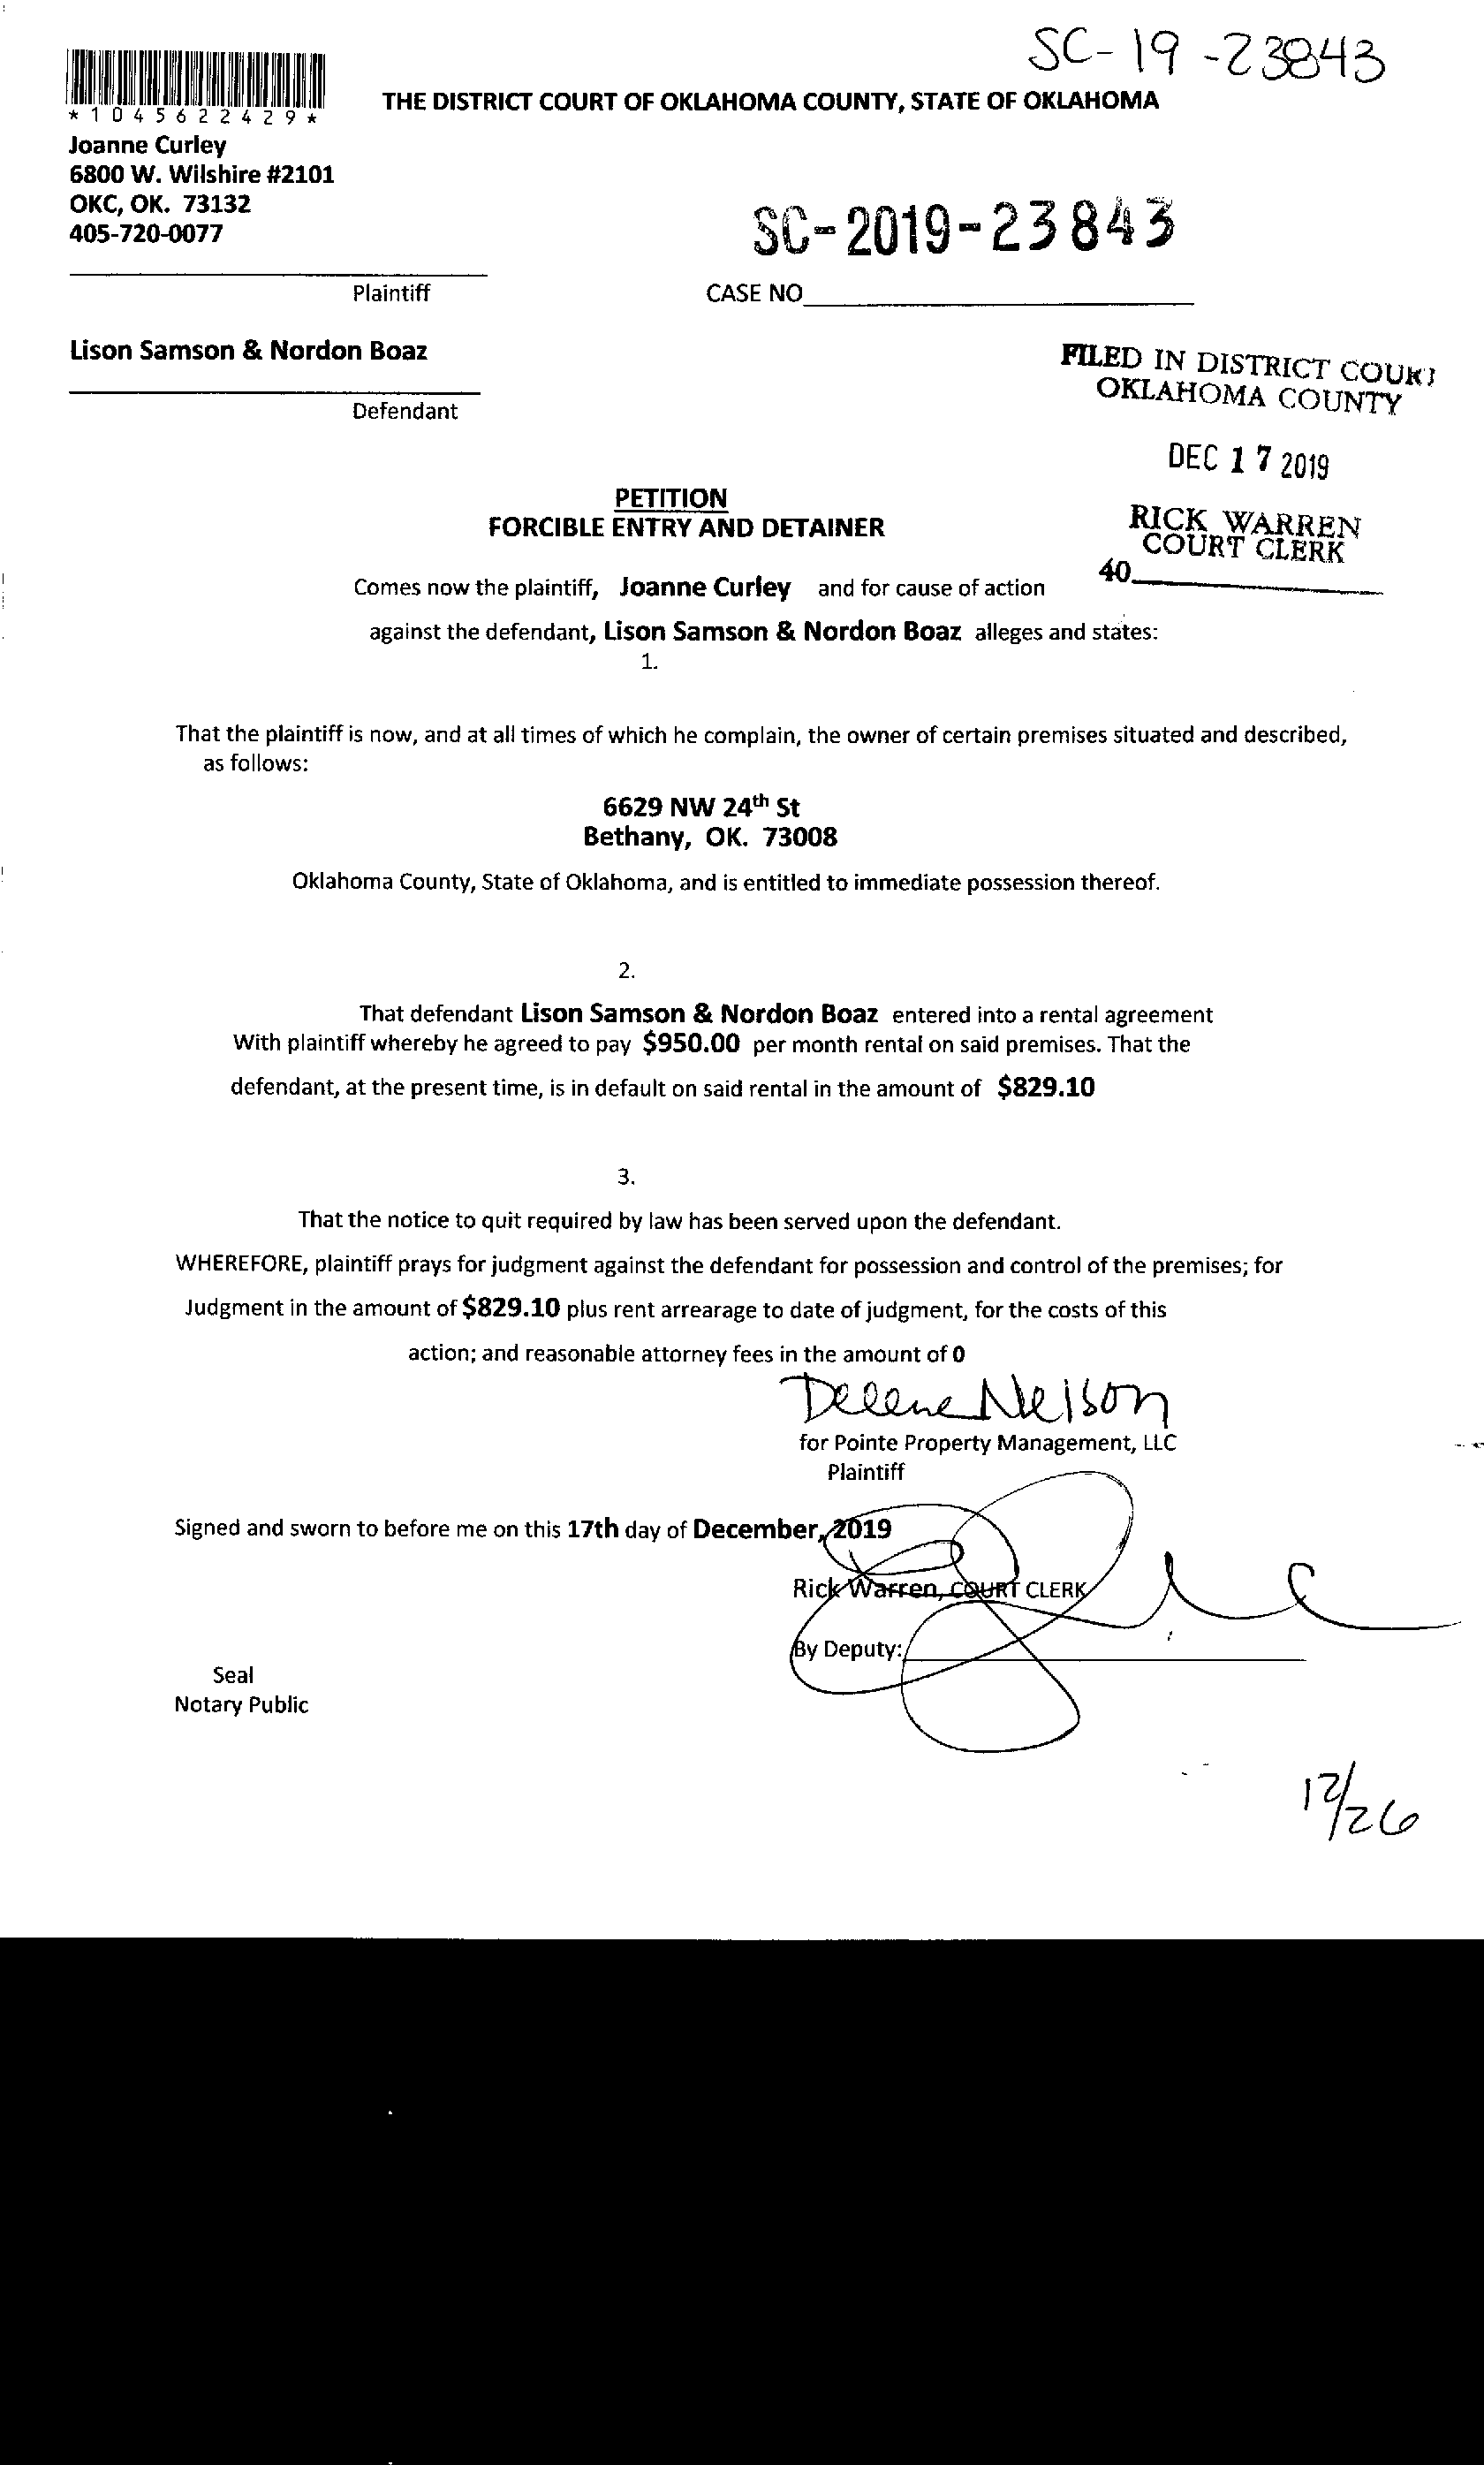 SC-19-23843
*1045622429*
THE DISTRICT COURT OF OKLAHOMA COUNTY, STATE OF OKLAHOMA
Joanne Curley
6800 W. Wilshire #2101
OKC, OK. 73132
405-720-0077
SC-2019-23843
Plaintiff
CASE NO
Lison Samson & Nordon Boaz
FILED IN DISTRICT COURT
OKLAHOMA COUNTY
Defendant
DEC 17 2019
PETITION
FORCIBLE ENTRY AND DETAINER
RICK WARREN
COURT CLERK
40
Comes now the plaintiff, Joanne Curley and for cause of action
against the defendant, Lison Samson & Nordon Boaz alleges and states:
1.
That the plaintiff is now, and at all times of which he complain, the owner of certain premises situated and described,
as follows:
6629 NW 24th St
Bethany, OK. 73008
Oklahoma County, State of Oklahoma, and is entitled to immediate possession thereof.
2.
That defendant Lison Samson & Nordon Boaz entered into a rental agreement
With plaintiff whereby he agreed to pay $950.00 per month rental on said premises. That the
defendant, at the present time, is in default on said rental in the amount of $829.10
3.
That the notice to quit required by law has been served upon the defendant.
WHEREFORE, plaintiff prays for judgment against the defendant for possession and control of the premises; for
Judgment in the amount of $829.10 plus rent arrearage to date of judgment, for the costs of this
action; and reasonable attorney fees in the amount of 0
Delene Nelson
for Pointe Property Management, LLC
Plaintiff
Signed and sworn to before me on this 17th day of December, 2019
Rick Warren, COURT CLERK
By Deputy:
Seal
Notary Public
12/26